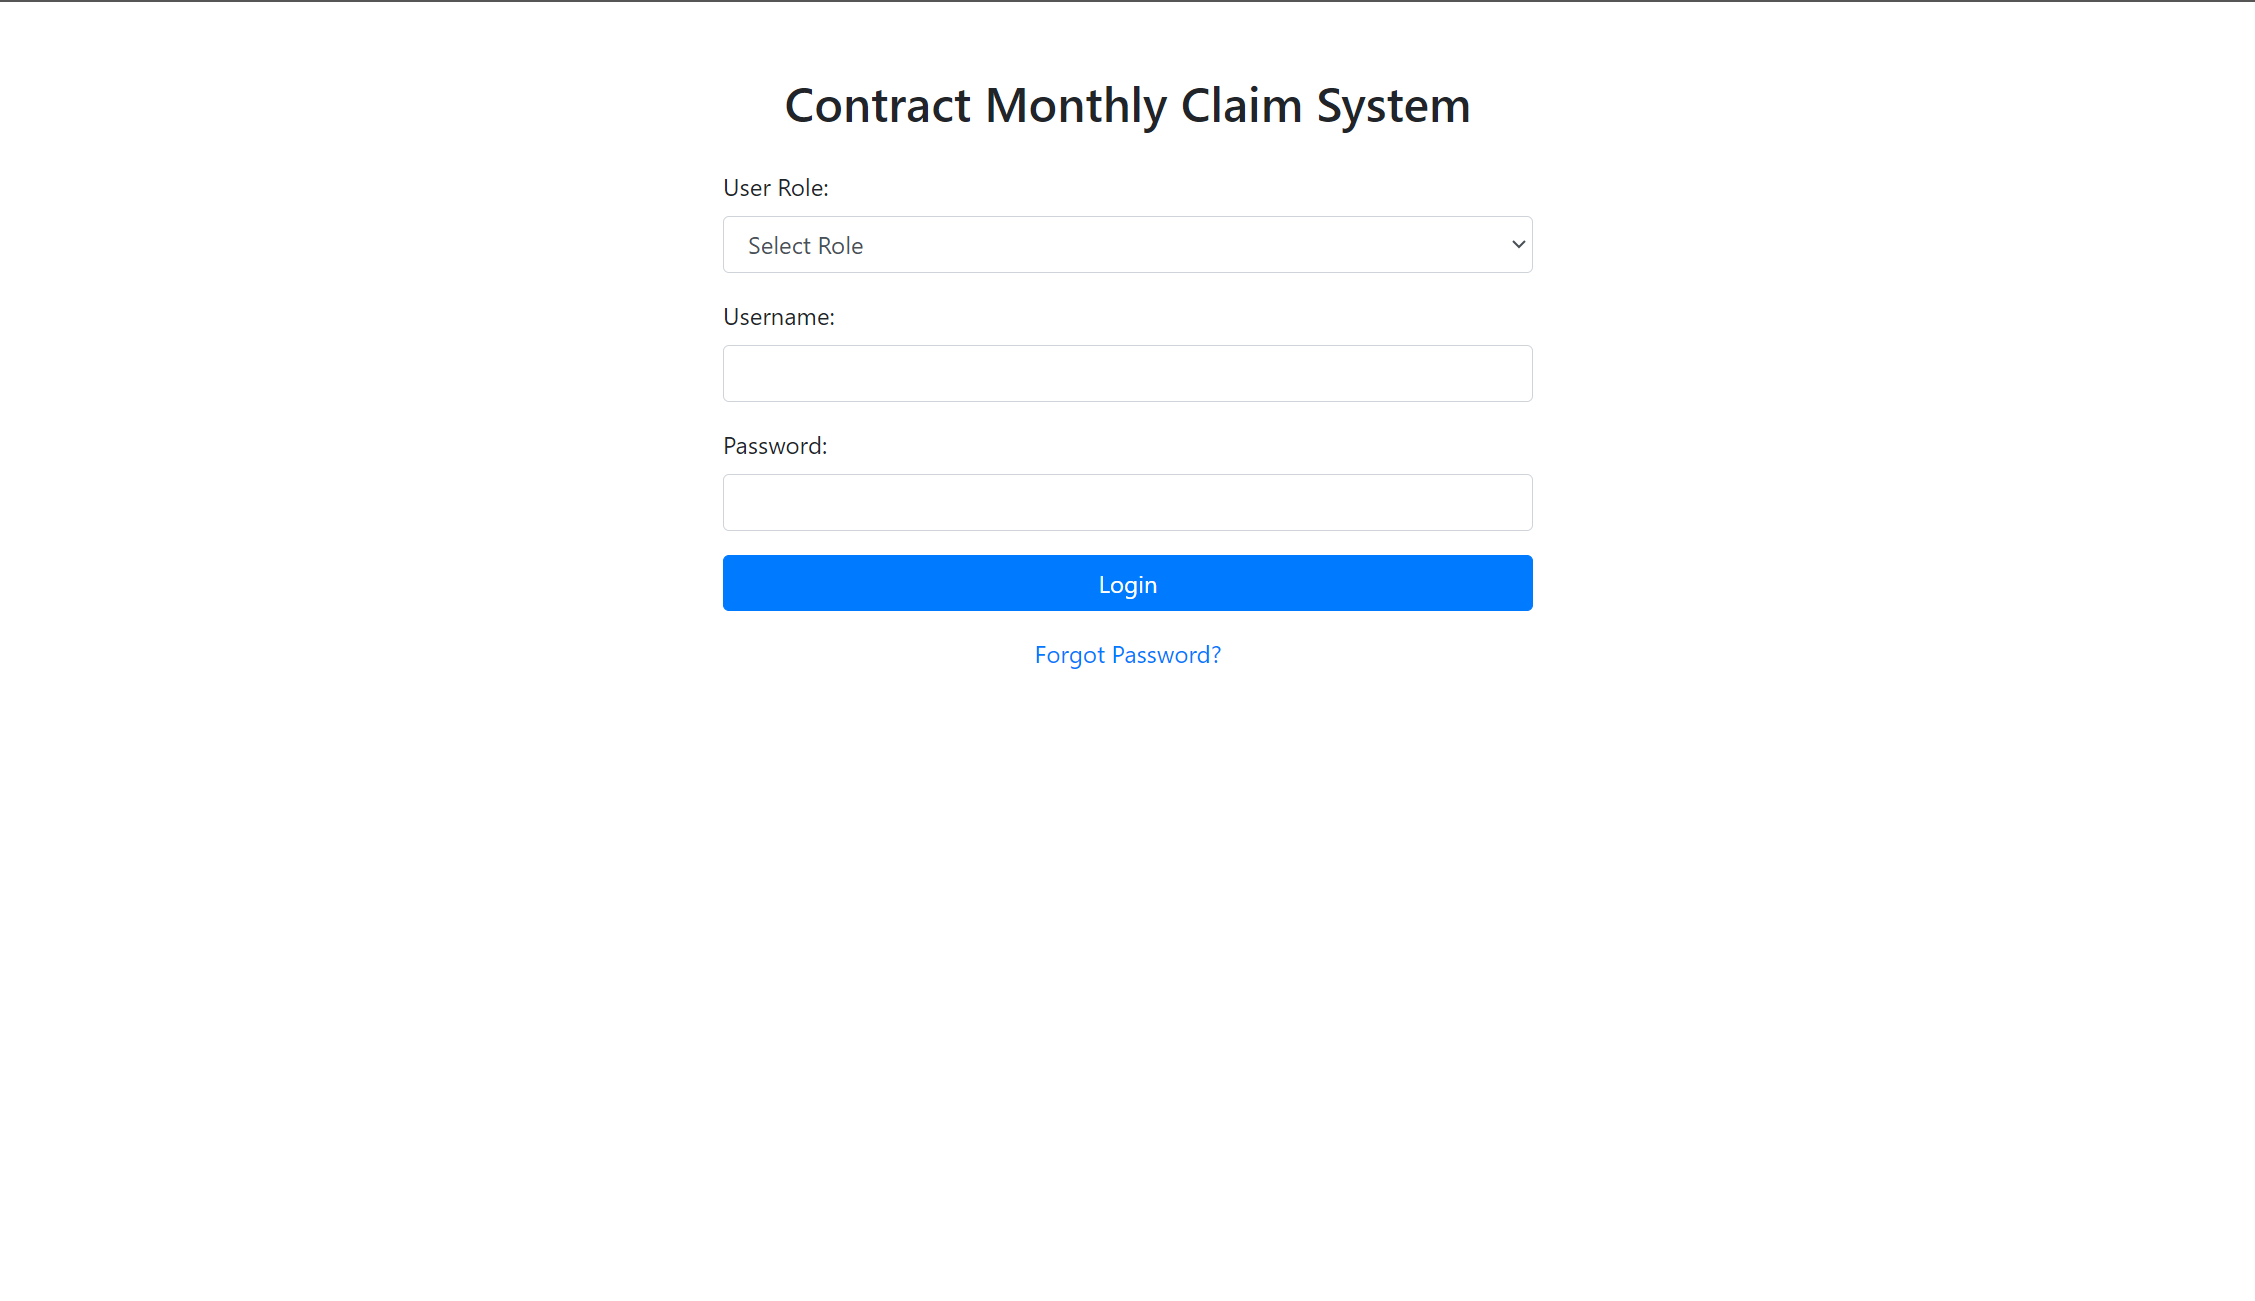 Contract Monthly Claim System
User Role:
Select Role
Username:
Password:
Login
Forgot Password?